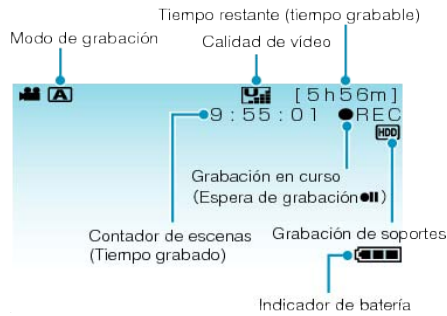 Tiempo restante (tiempo grabable)
Modo de grabación
Calidad de vídeo
A [5h56m]
9:55:01 ●REC
HDD
Grabación en curso
(Espera de grabación●II)
Contador de escenas
(Tiempo grabado)
Grabación de soportes
Indicador de batería